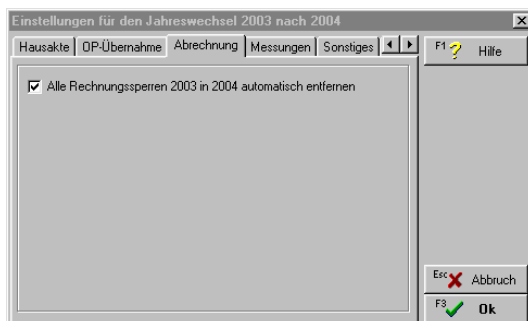 Einstellungen für den Jahreswechsel 2003 nach 2004
Hausakte OP-Übernahme Abrechnung Messungen Sonstiges
F1 Hilfe
Alle Rechnungssperren 2003 in 2004 automatisch entfernen
Esc Abbruch
F3 Ok